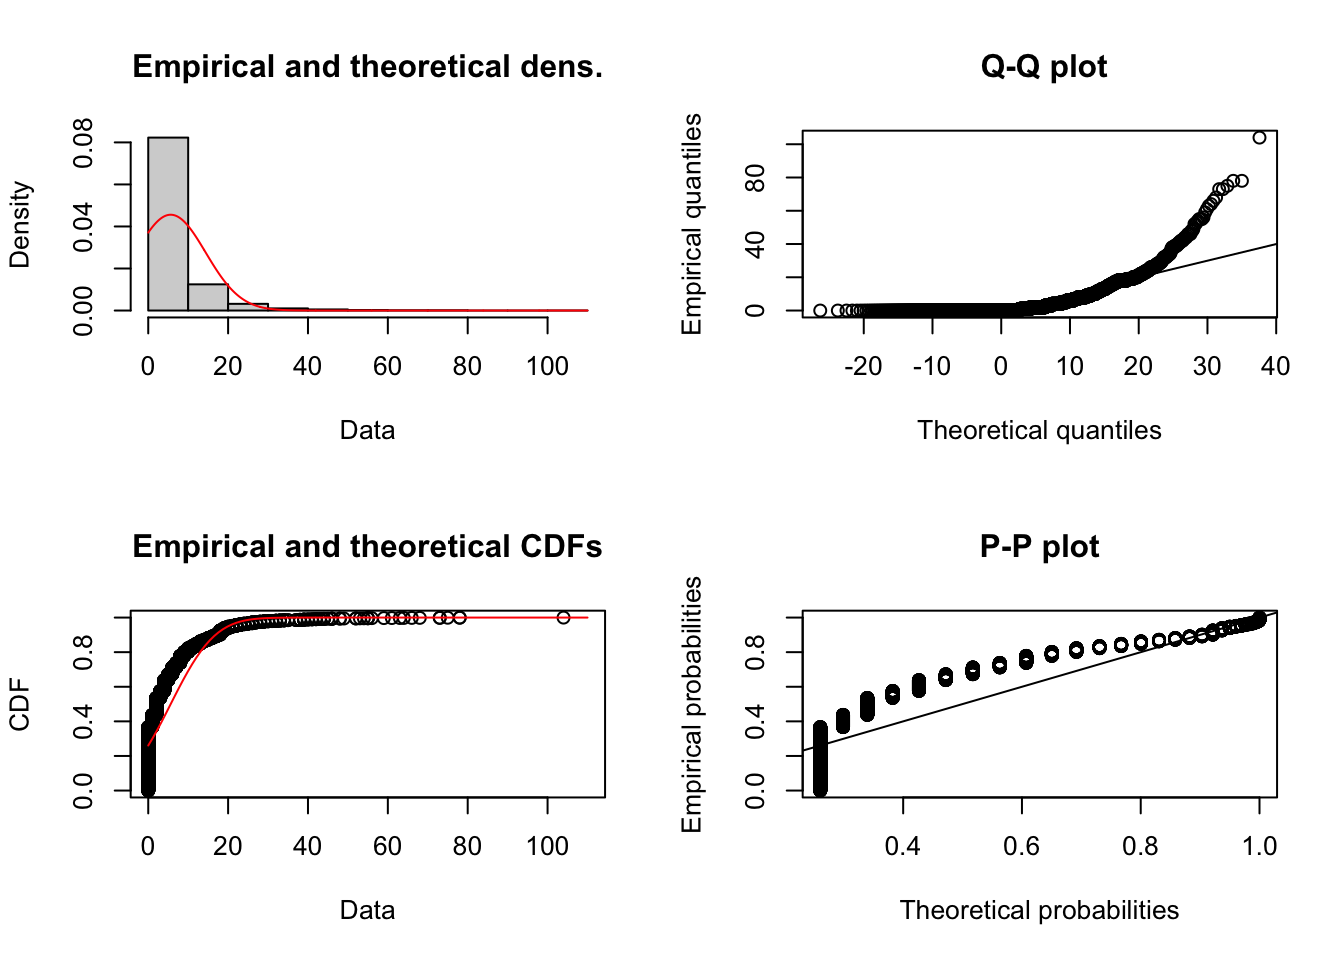 Empirical and theoretical dens.
Density
0.00 0.04 0.08
0 20 40 60 80 100
Data
Q-Q plot
Empirical quantiles
0 40 80
-20 -10 0 10 20 30 40
Theoretical quantiles
Empirical and theoretical CDFs
CDF
0.0 0.4 0.8
0 20 40 60 80 100
Data
P-P plot
Empirical probabilities
0.0 0.4 0.8
0.4 0.6 0.8 1.0
Theoretical probabilities